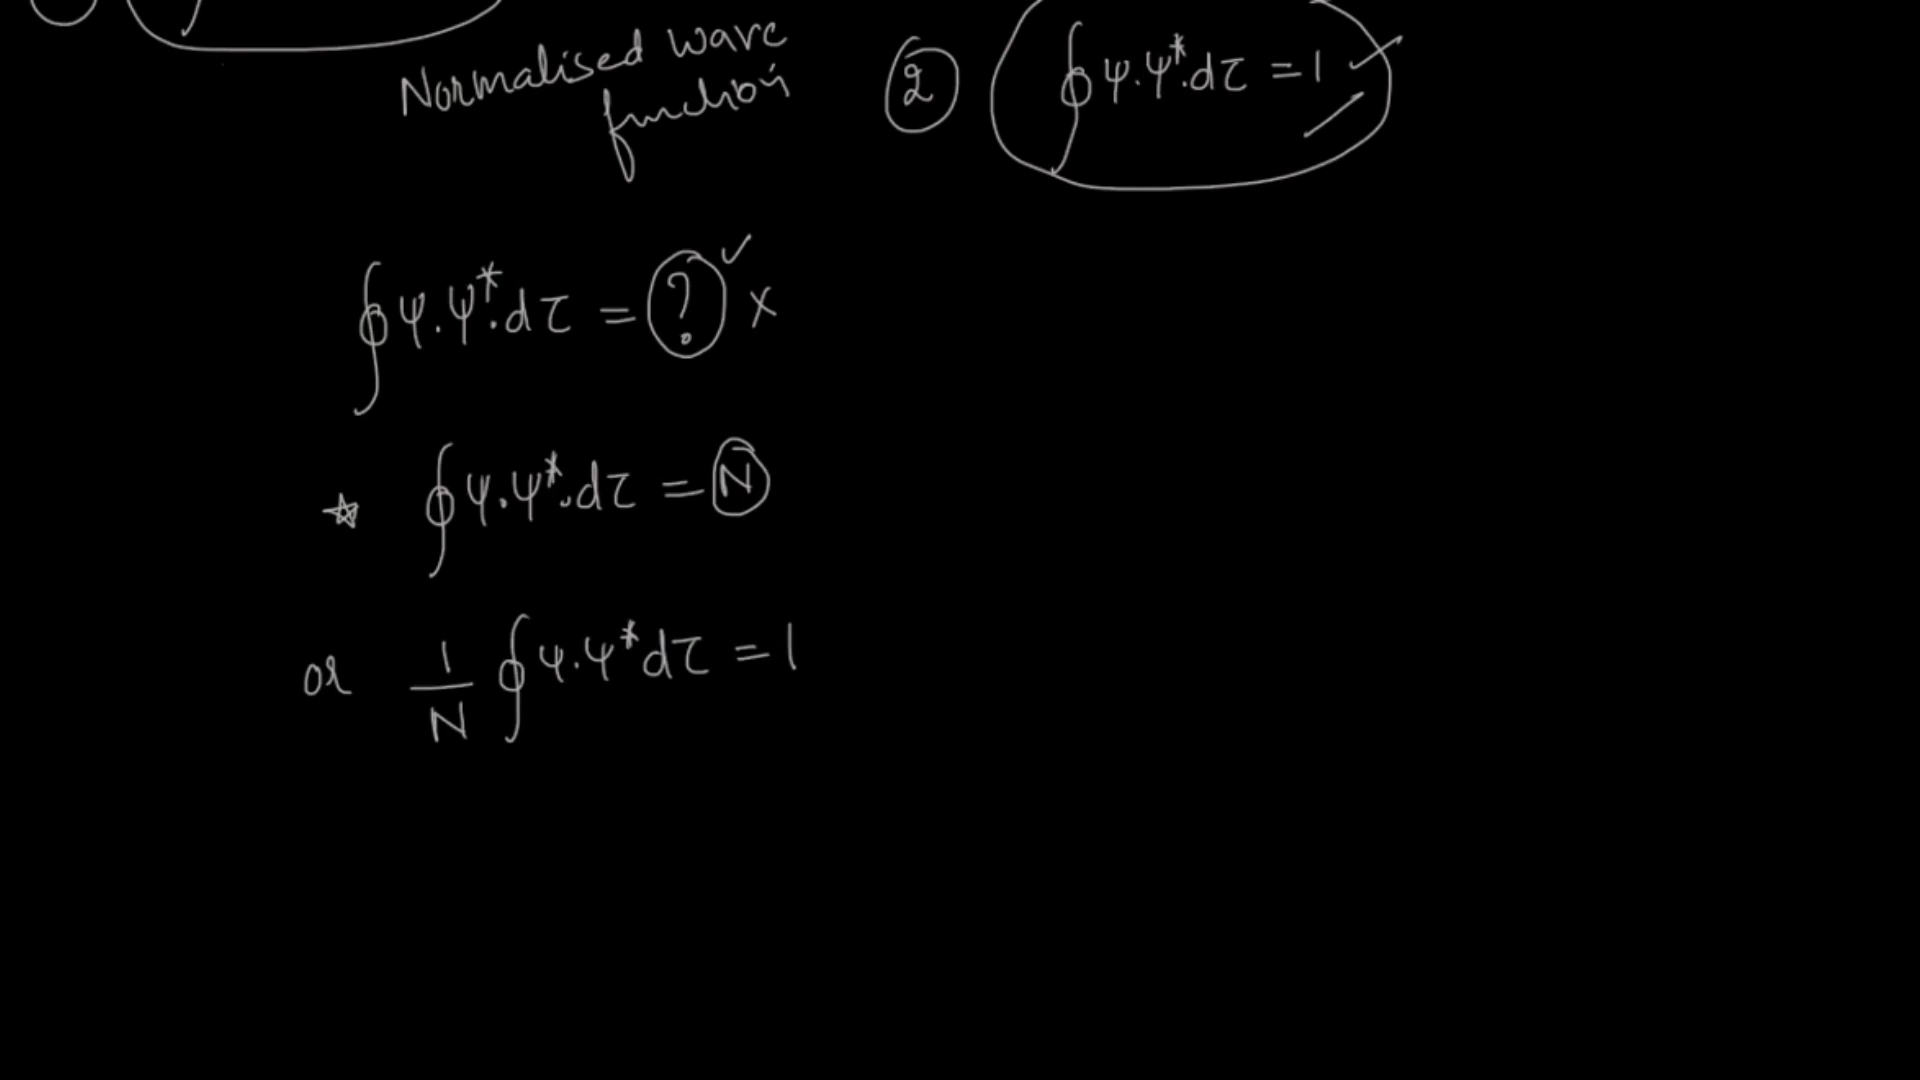 Normalised wave
function
② ∮ψ.ψ*.dτ = 1
∮ψ.ψ*.dτ = ? x
☆ ∮ψ.ψ*.dτ = N
or 1/N ∮ψ.ψ*dτ = 1